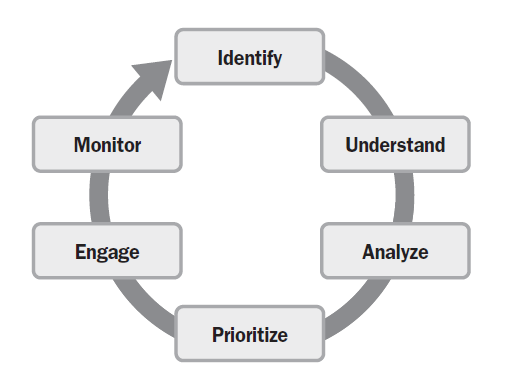 Identify
Understand
Analyze
Prioritize
Engage
Monitor